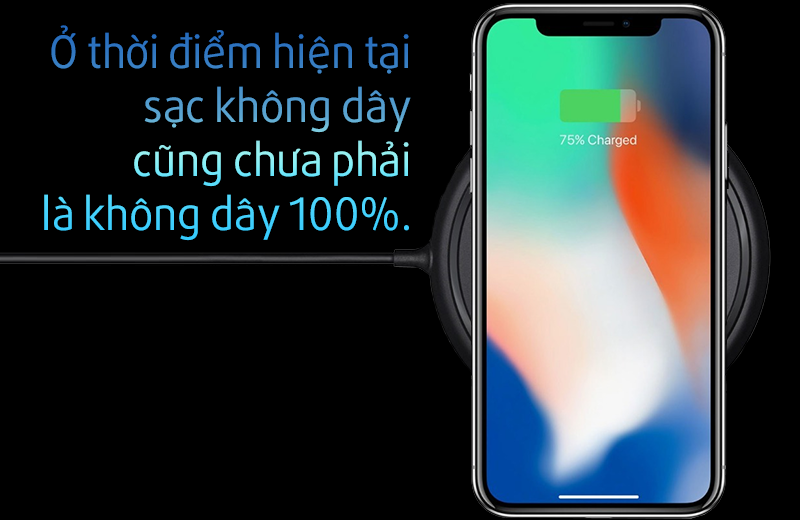 Ở thời điểm hiện tại
sạc không dây
cũng chưa phải
là không dây 100%.
75% Charged